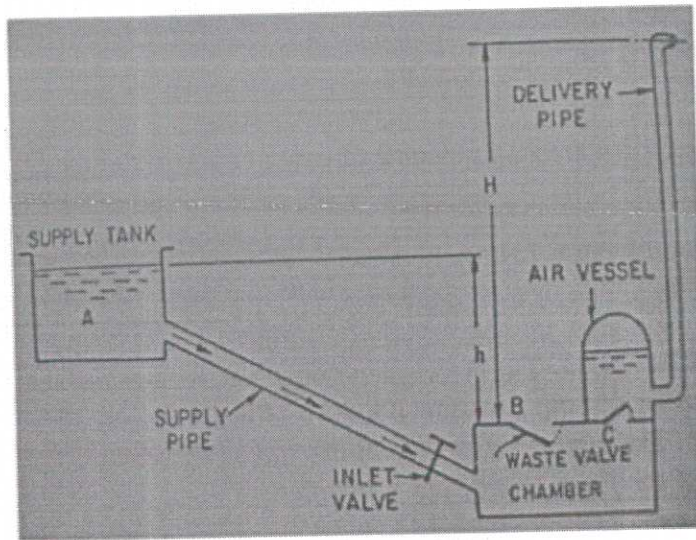 DELIVERY
PIPE
H
SUPPLY TANK
A
AIR VESSEL
h
B
C
SUPPLY
PIPE
WASTE VALVE
INLET
VALVE
CHAMBER